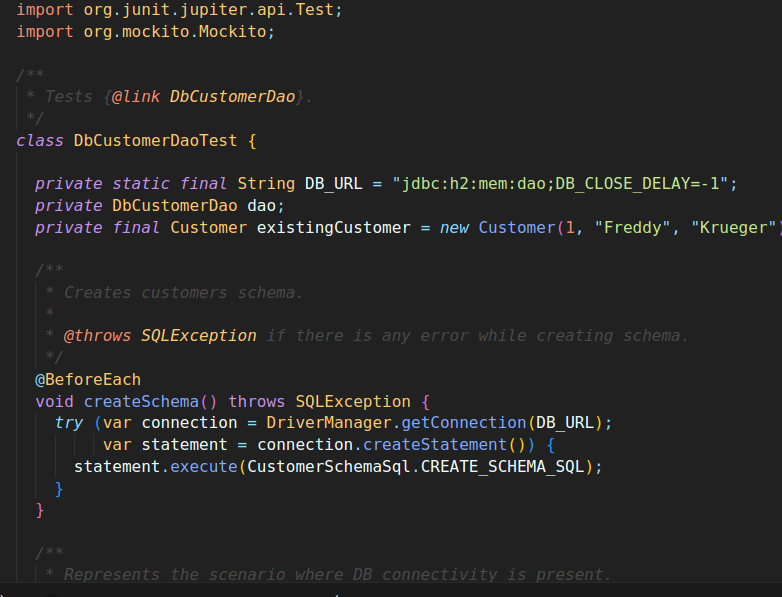 import org.junit.jupiter.api.Test;
import org.mockito.Mockito;
/**
* Tests {@link DbCustomerDao}.
*/
class DbCustomerDaoTest {
private static final String DB_URL = "jdbc:h2:mem:dao;DB_CLOSE_DELAY=-1";
private DbCustomerDao dao;
private final Customer existingCustomer = new Customer(1, "Freddy", "Krueger")
/**
* Creates customers schema.
*
* @throws SQLException if there is any error while creating schema.
*/
@BeforeEach
void createSchema() throws SQLException {
try (var connection = DriverManager.getConnection(DB_URL);
var statement = connection.createStatement()) {
statement.execute(CustomerSchemaSql.CREATE_SCHEMA_SQL);
}
}
/**
* Represents the scenario where DB connectivity is present.